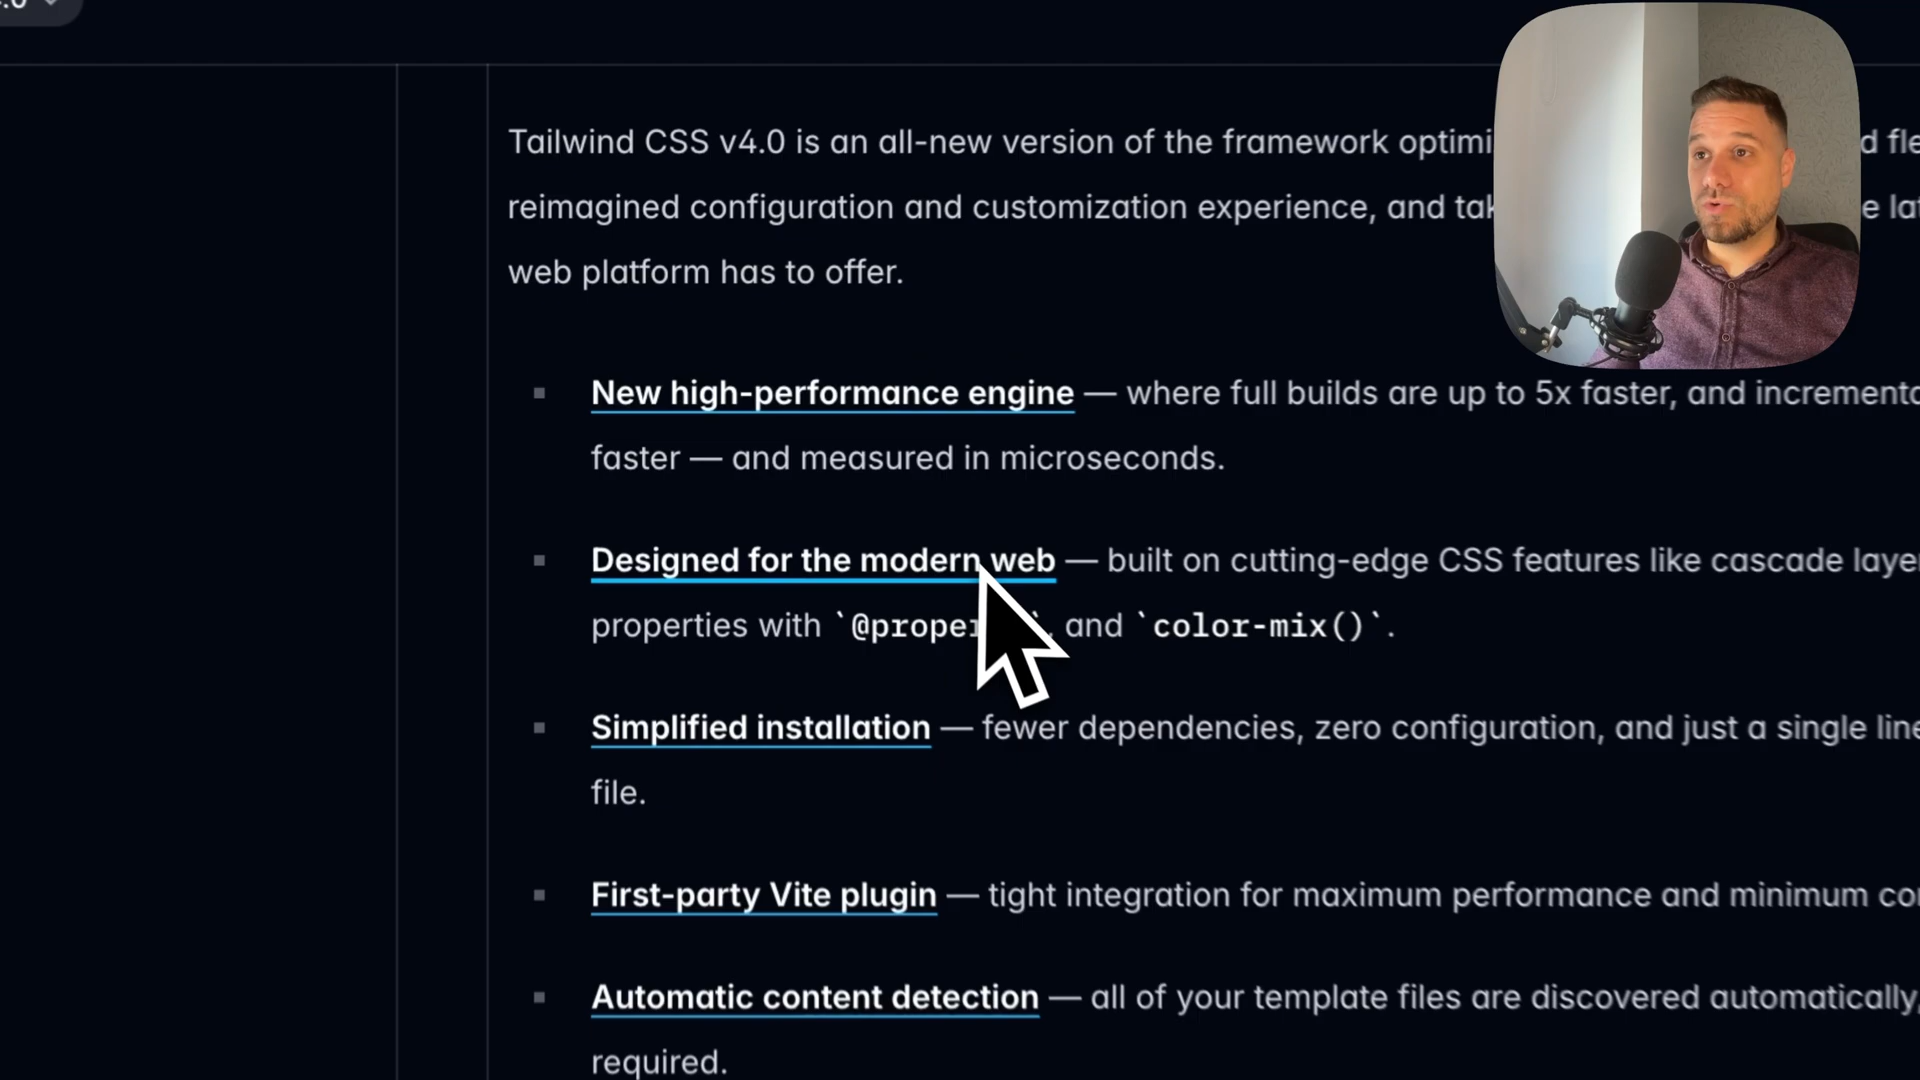 Tailwind CSS v4.0 is an all-new version of the framework optimi d fle
reimagined configuration and customization experience, and tak e lat
web platform has to offer.
New high-performance engine — where full builds are up to 5x faster, and incrementa
faster — and measured in microseconds.
Designed for the modern web — built on cutting-edge CSS features like cascade layer
properties with `@proper `, and `color-mix()`.
Simplified installation — fewer dependencies, zero configuration, and just a single line
file.
First-party Vite plugin — tight integration for maximum performance and minimum con
Automatic content detection — all of your template files are discovered automatically,
required.